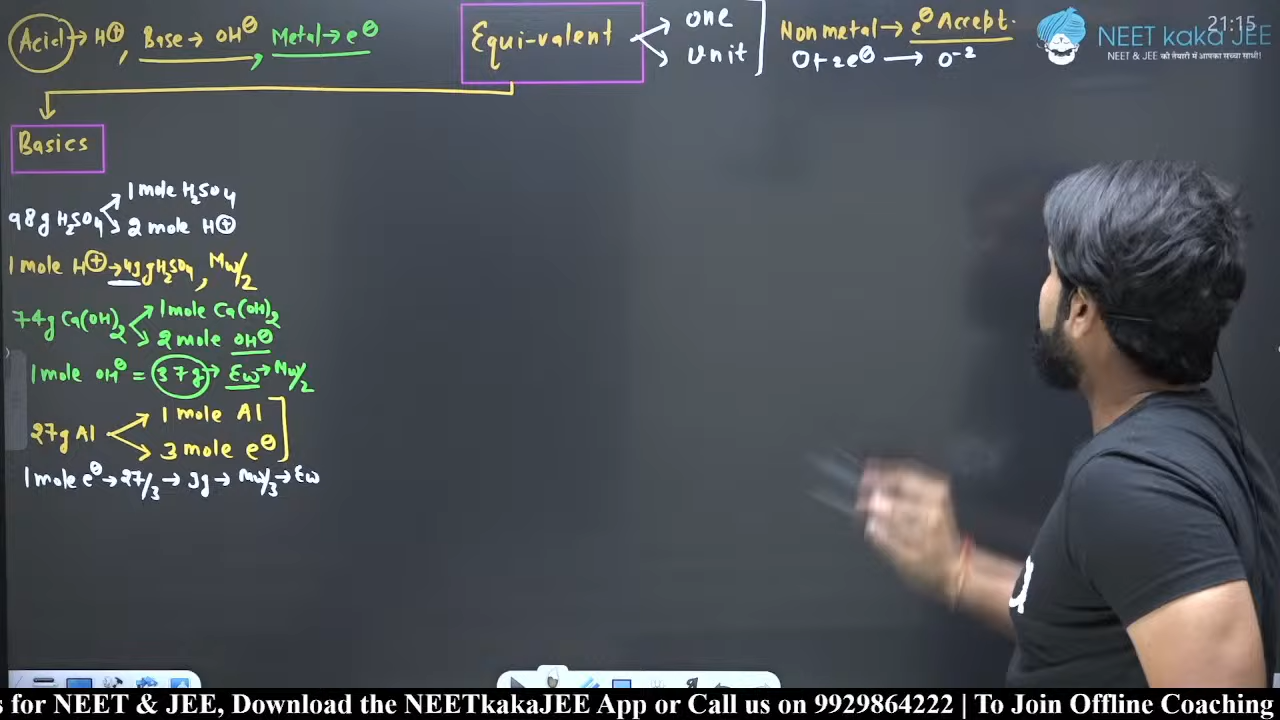 Acid → H⊕, Base → OH⊖, Metal → e⊖
Equi-valent → one
→ Unit
Nonmetal → e⊖ Accept.
O + 2e⊖ → O⁻²
NEET kaka JEE
21:15
NEET & JEE की तैयारी में आपका सच्चा साथी!
Basics
98g H₂SO₄ → 1 mole H₂SO₄
→ 2 mole H⊕
1 mole H⊕ → 49 g H₂SO₄, Mw/2
74g Ca(OH)₂ → 1 mole Ca(OH)₂
→ 2 mole OH⊖
1 mole OH⊖ = 37g → Ew → Mw/2
27g Al → 1 mole Al
→ 3 mole e⊖
1 mole e⊖ → 27/3 → 9g → Mw/3 → Ew
s for NEET & JEE, Download the NEETkakaJEE App or Call us on 9929864222 | To Join Offline Coaching